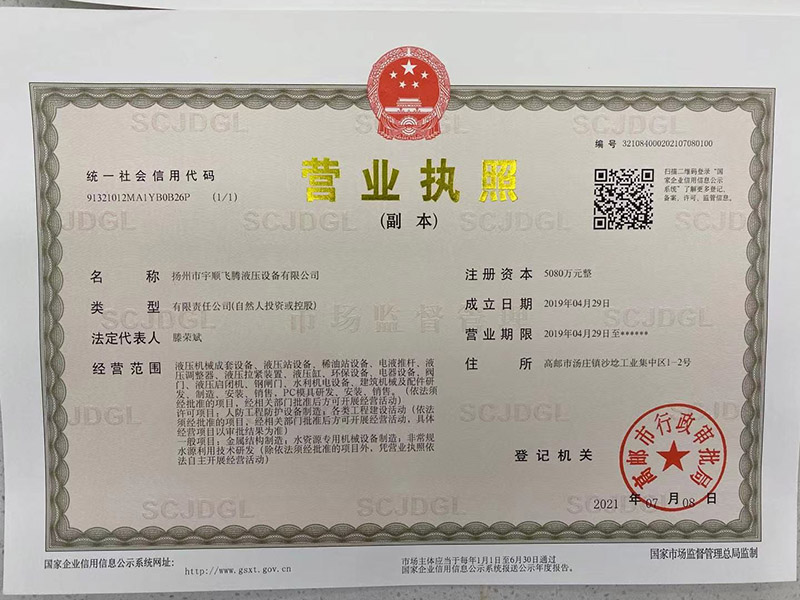 编 号 321084000202107080100
统一社会信用代码
91321012MA1YB0B26P (1/1)
营业执照
(副 本)
扫描二维码登录“国
家企业信用信息公示
系统”了解更多登记、
备案、许可、监管信息。
名 称 扬州市宇顺飞腾液压设备有限公司
注册资本 5080万元整
类 型 有限责任公司(自然人投资或控股)
成立日期 2019年04月29日
法定代表人 滕荣斌
营业期限 2019年04月29日至******
经营范围 液压机械成套设备、液压站设备、稀油站设备、电液推杆、液
压调整器、液压拉紧装置、液压缸、环保设备、电器设备、阀
门、液压启闭机、钢闸门、水利机电设备、建筑机械及配件研
发、制造、安装、销售,PC模具研发、安装、销售。(依法须
经批准的项目,经相关部门批准后方可开展经营活动)
许可项目:人防工程防护设备制造;各类工程建设活动(依法
须经批准的项目,经相关部门批准后方可开展经营活动,具体
经营项目以审批结果为准)
一般项目:金属结构制造;水资源专用机械设备制造;非常规
水源利用技术研发(除依法须经批准的项目外,凭营业执照依
法自主开展经营活动)
住 所 高邮市汤庄镇沙埝工业集中区1-2号
登记机关
高邮市行政审批局
2021 年 07 月 08 日
国家企业信用信息公示系统网址: http://www.gsxt.gov.cn
市场主体应当于每年1月1日至6月30日通过
国家企业信用信息公示系统报送公示年度报告。
国家市场监督管理总局监制
SCJDGL
市场监督管理